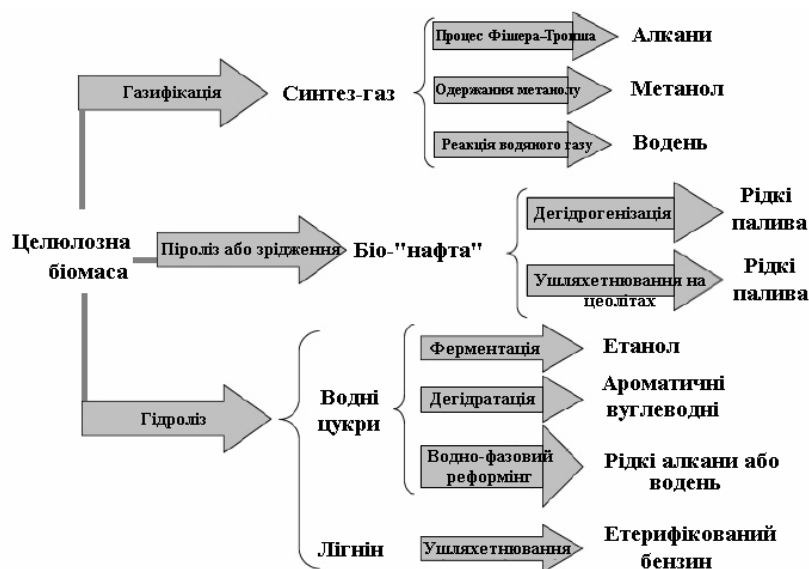 Процес Фішера-Тропша
Алкани
Газифікація
Синтез-газ
Одержання метанолу
Метанол
Реакція водяного газу
Водень
Целюлозна
біомаса
Піроліз або зрідження
Біо-"нафта"
Дегідрогенізація
Рідкі
палива
Ушляхетнювання на
цеолітах
Рідкі
палива
Гідроліз
Водні
цукри
Ферментація
Етанол
Дегідратація
Ароматичні
вуглеводні
Водно-фазовий
реформінг
Рідкі алкани або
водень
Лігнін
Ушляхетнювання
Етерифікований
бензин